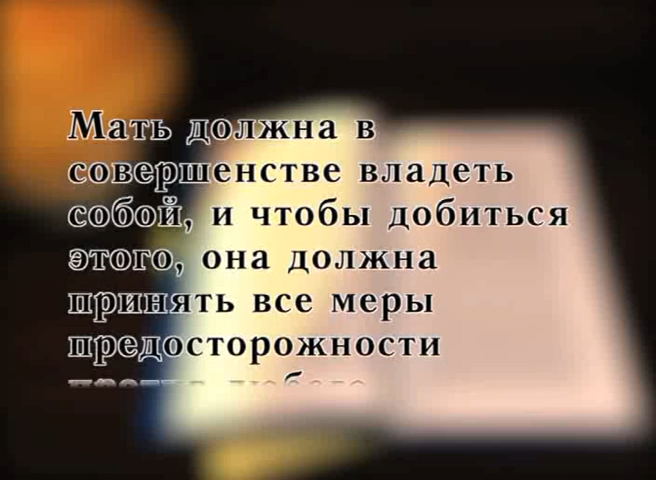 Мать должна в
совершенстве владеть
собой, и чтобы добиться
этого, она должна
принять все меры
предосторожности